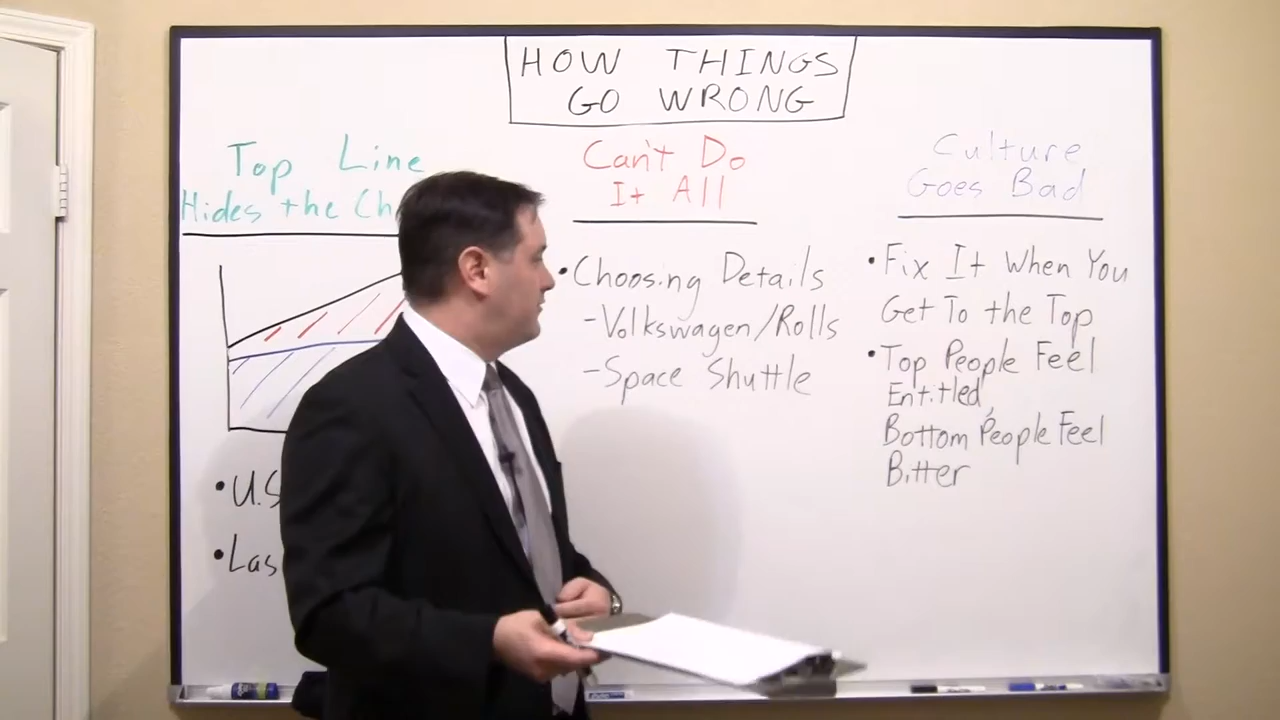 HOW THINGS
GO WRONG
Top Line
Hides the Ch
Can't Do
It All
• Choosing Details
- Volkswagen/Rolls
- Space Shuttle
Culture
Goes Bad
• Fix It When You
Get To the Top
• Top People Feel
Entitled,
Bottom People Feel
Bitter
• U.S
• Las